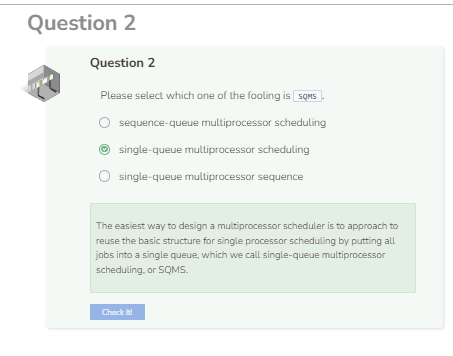 Question 2
Question 2
Please select which one of the fooling is SQMS .
sequence-queue multiprocessor scheduling
single-queue multiprocessor scheduling
single-queue multiprocessor sequence
The easiest way to design a multiprocessor scheduler is to approach to
reuse the basic structure for single processor scheduling by putting all
jobs into a single queue, which we call single-queue multiprocessor
scheduling, or SQMS.
Check It!